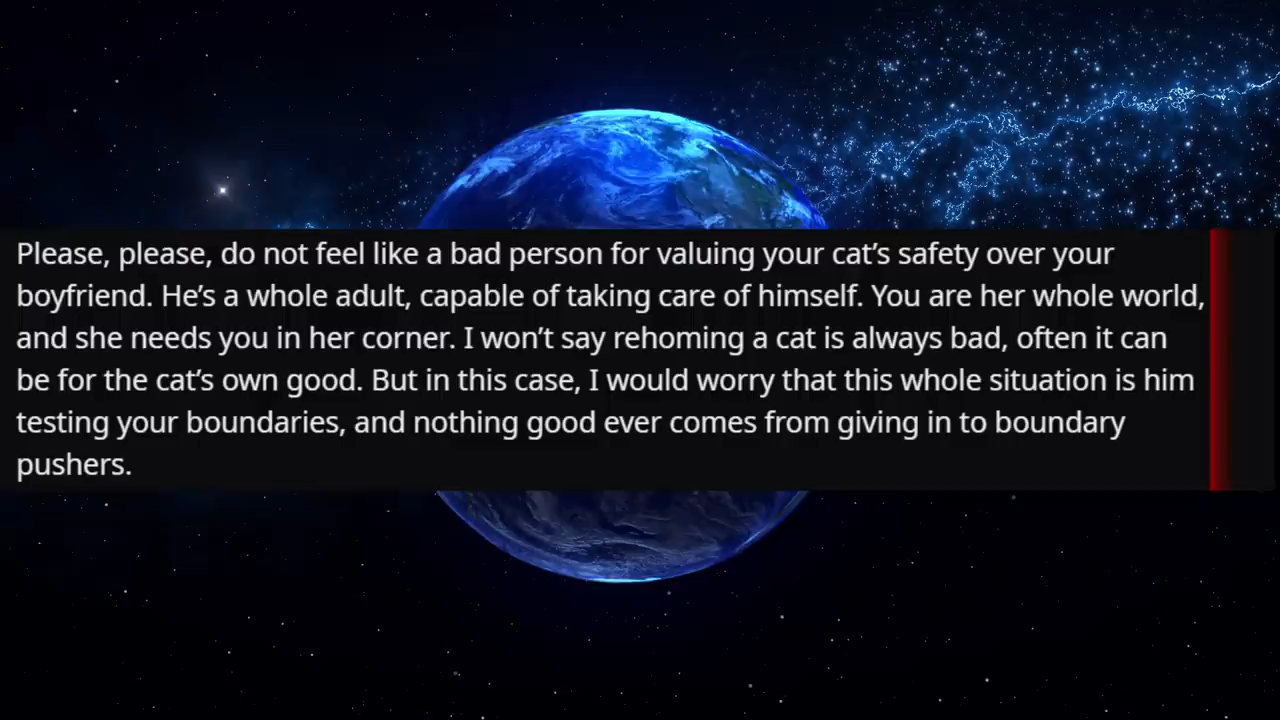 Please, please, do not feel like a bad person for valuing your cat’s safety over your
boyfriend. He’s a whole adult, capable of taking care of himself. You are her whole world,
and she needs you in her corner. I won’t say rehoming a cat is always bad, often it can
be for the cat’s own good. But in this case, I would worry that this whole situation is him
testing your boundaries, and nothing good ever comes from giving in to boundary
pushers.